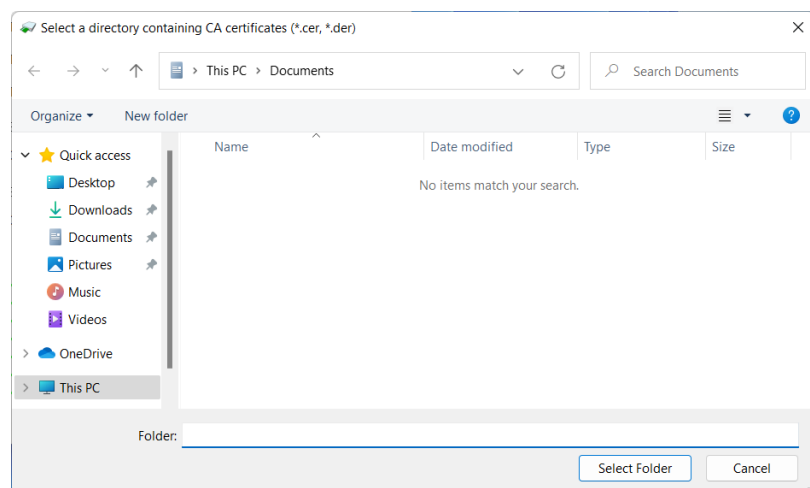 Select a directory containing CA certificates (*.cer, *.der)
This PC > Documents
Search Documents
Organize
New folder
?
Name
Date modified
Type
Size
No items match your search.
Quick access
Desktop
Downloads
Documents
Pictures
Music
Videos
OneDrive
This PC
Folder:
Select Folder
Cancel